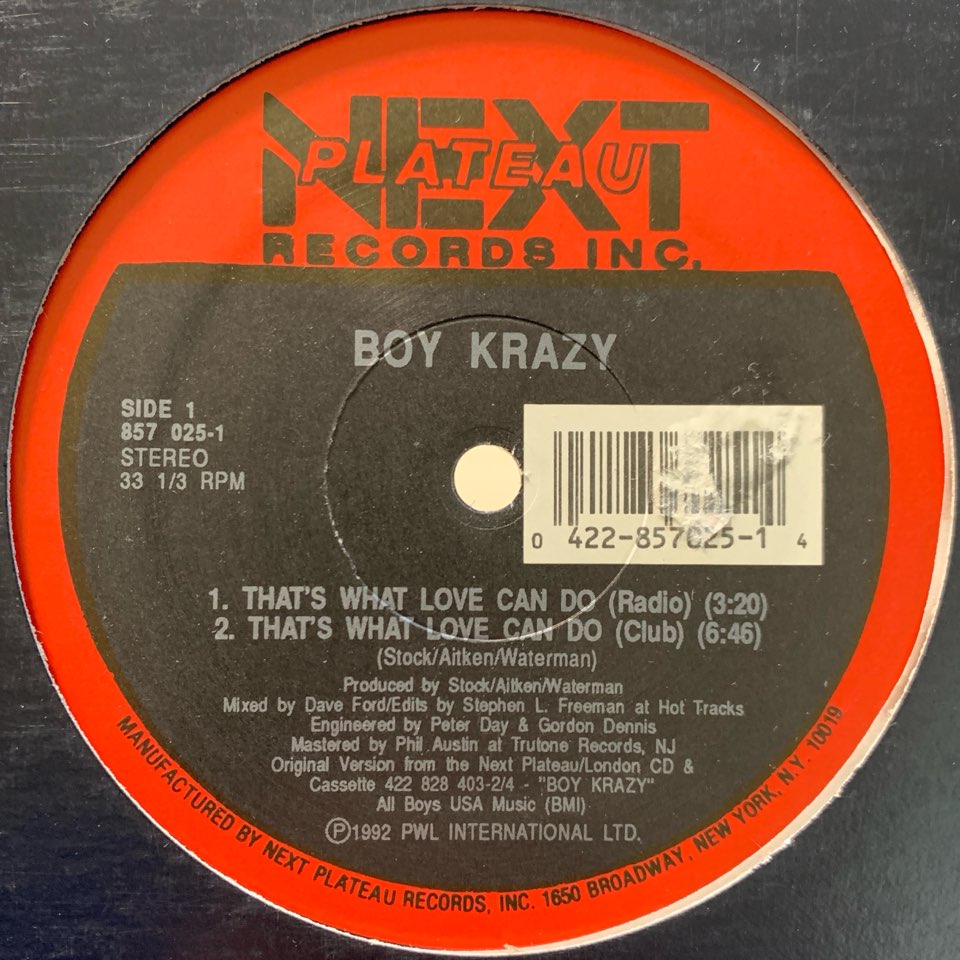 NEXT
PLATEAU
RECORDS INC.
BOY KRAZY
SIDE 1
857 025-1
STEREO
33 1/3 RPM
0 422-857025-1 4
1. THAT'S WHAT LOVE CAN DO (Radio) (3:20)
2. THAT'S WHAT LOVE CAN DO (Club) (6:46)
(Stock/Aitken/Waterman)
Produced by Stock/Aitken/Waterman
Mixed by Dave Ford/Edits by Stephen L. Freeman at Hot Tracks
Engineered by Peter Day & Gordon Dennis
Mastered by Phil Austin at Trutone Records, NJ
Original Version from the Next Plateau/London CD &
Cassette 422 828 403-2/4 - "BOY KRAZY"
All Boys USA Music (BMI)
Ⓟ1992 PWL INTERNATIONAL LTD.
MANUFACTURED BY NEXT PLATEAU RECORDS, INC. 1650 BROADWAY, NEW YORK, N.Y. 10019